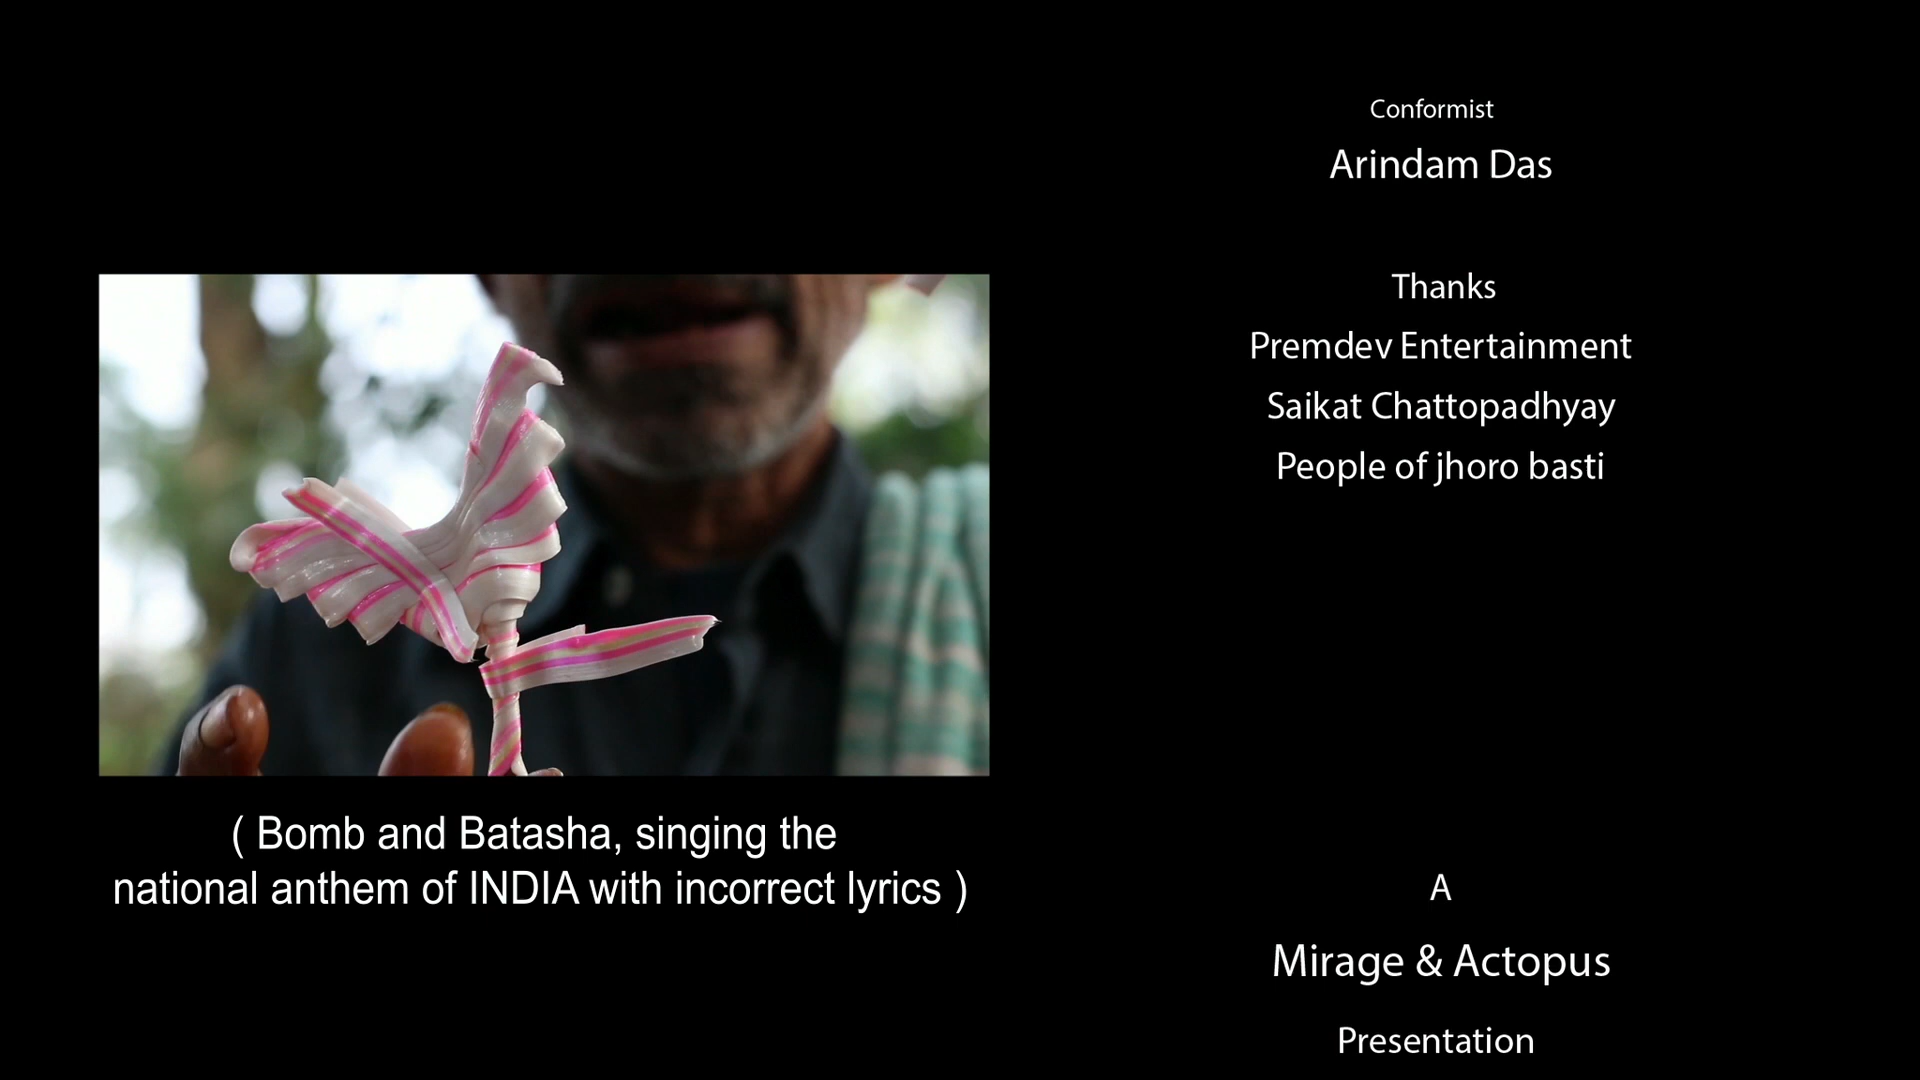 Conformist
Arindam Das
Thanks
Premdev Entertainment
Saikat Chattopadhyay
People of jhoro basti
( Bomb and Batasha, singing the
national anthem of INDIA with incorrect lyrics )
A
Mirage & Actopus
Presentation